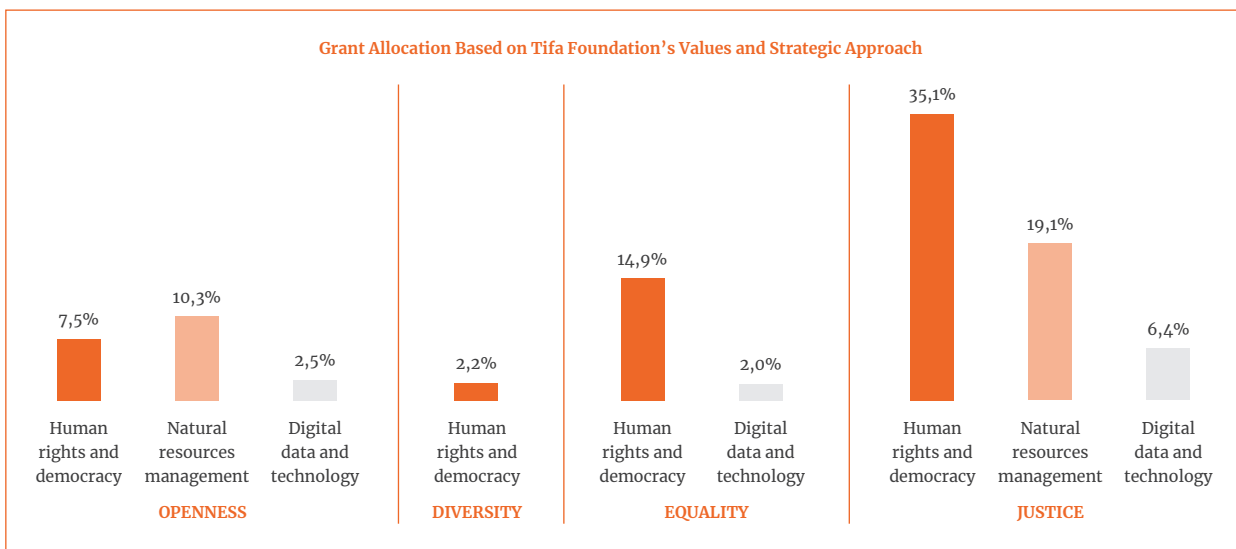 Grant Allocation Based on Tifa Foundation's Values and Strategic Approach
7,5%
10,3%
2,5%
Human
rights and
democracy
Natural
resources
management
Digital
data and
technology
OPENNESS
2,2%
Human
rights and
democracy
DIVERSITY
14,9%
2,0%
Human
rights and
democracy
Digital
data and
technology
EQUALITY
35,1%
19,1%
6,4%
Human
rights and
democracy
Natural
resources
management
Digital
data and
technology
JUSTICE